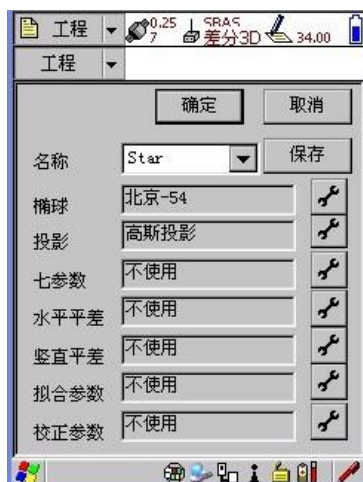 工程 0.25 7 SBAS 差分3D 34.00
工程
确定 取消
名称 Star 保存
椭球 北京-54
投影 高斯投影
七参数 不使用
水平平差 不使用
竖直平差 不使用
拟合参数 不使用
校正参数 不使用